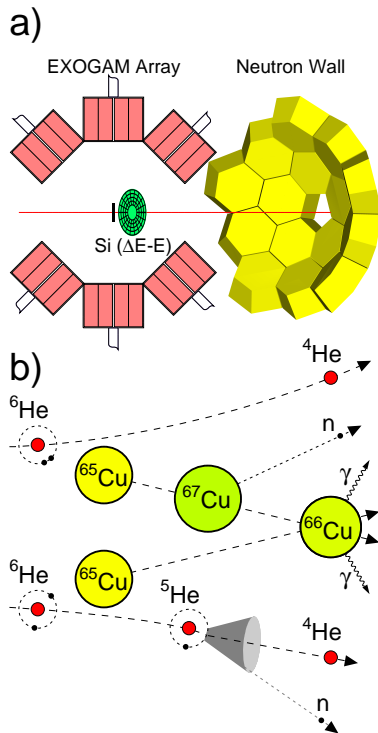 a)
EXOGAM Array Neutron Wall
Si (ΔE-E)
b)
⁴He
⁶He
n
⁶⁵Cu
⁶⁷Cu
γ
⁶⁶Cu
⁶⁵Cu
γ
⁶He
⁵He
⁴He
n